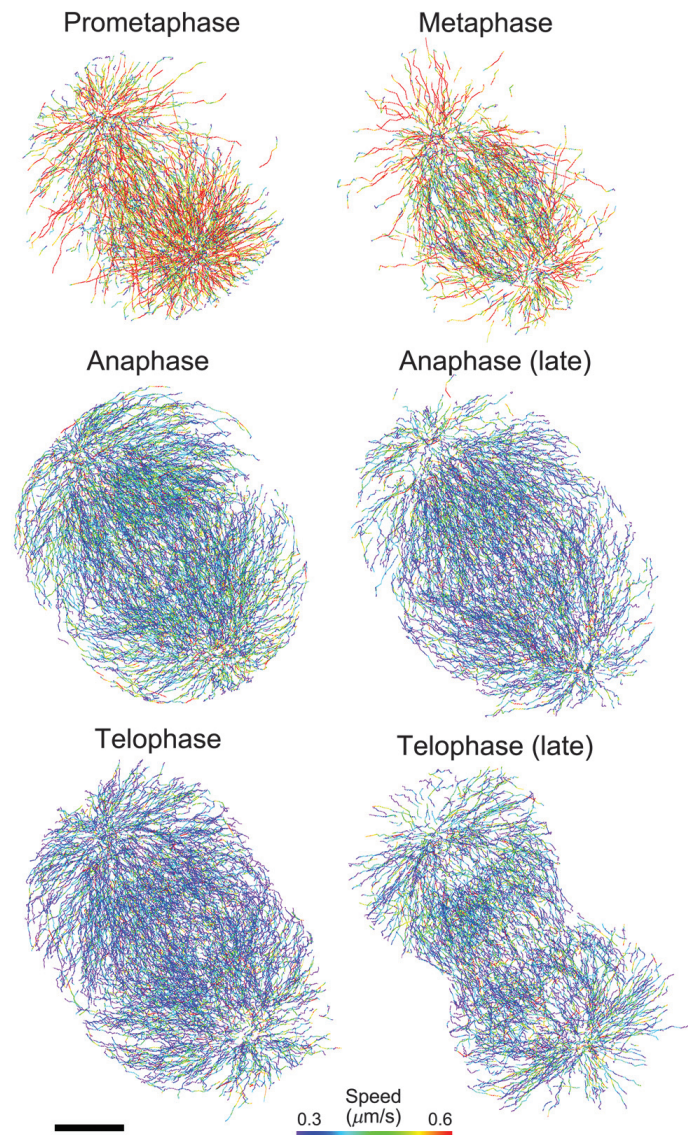 Prometaphase
Metaphase
Anaphase
Anaphase (late)
Telophase
Telophase (late)
Speed
(μm/s)
0.3
0.6